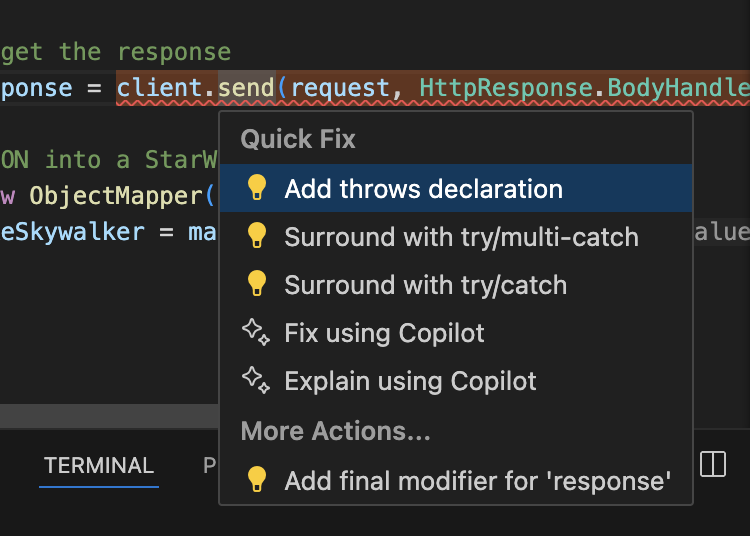 get the response
ponse = client.send(request, HttpResponse.BodyHandle
ON into a StarW
w ObjectMapper(
eSkywalker = ma
alue
Quick Fix
Add throws declaration
Surround with try/multi-catch
Surround with try/catch
Fix using Copilot
Explain using Copilot
More Actions...
Add final modifier for 'response'
TERMINAL
P